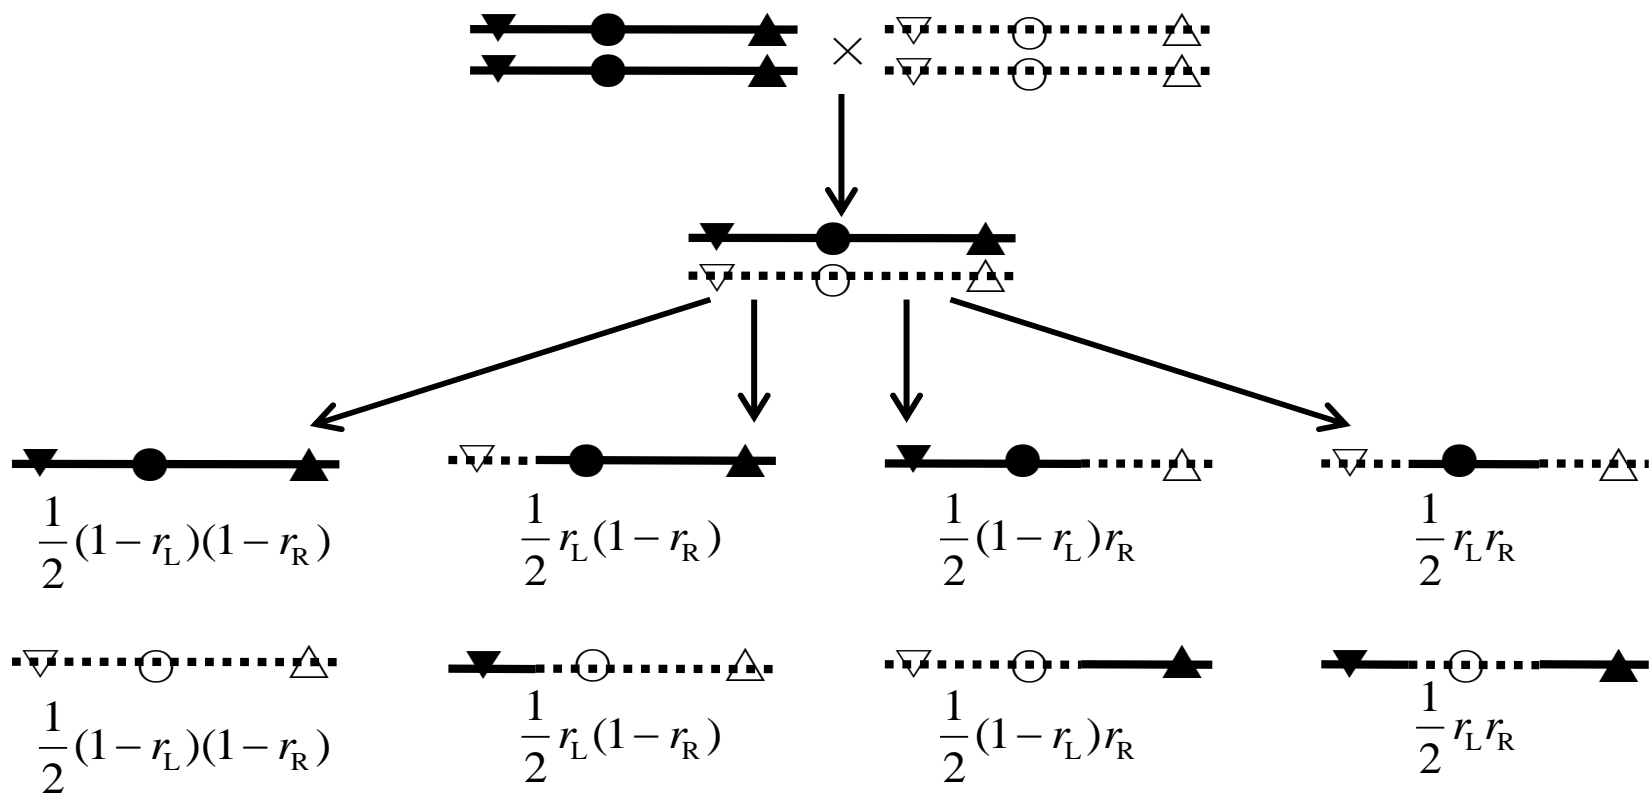 ×
1/2 (1 − r_L)(1 − r_R)
1/2 r_L(1 − r_R)
1/2 (1 − r_L)r_R
1/2 r_L r_R
1/2 (1 − r_L)(1 − r_R)
1/2 r_L(1 − r_R)
1/2 (1 − r_L)r_R
1/2 r_L r_R